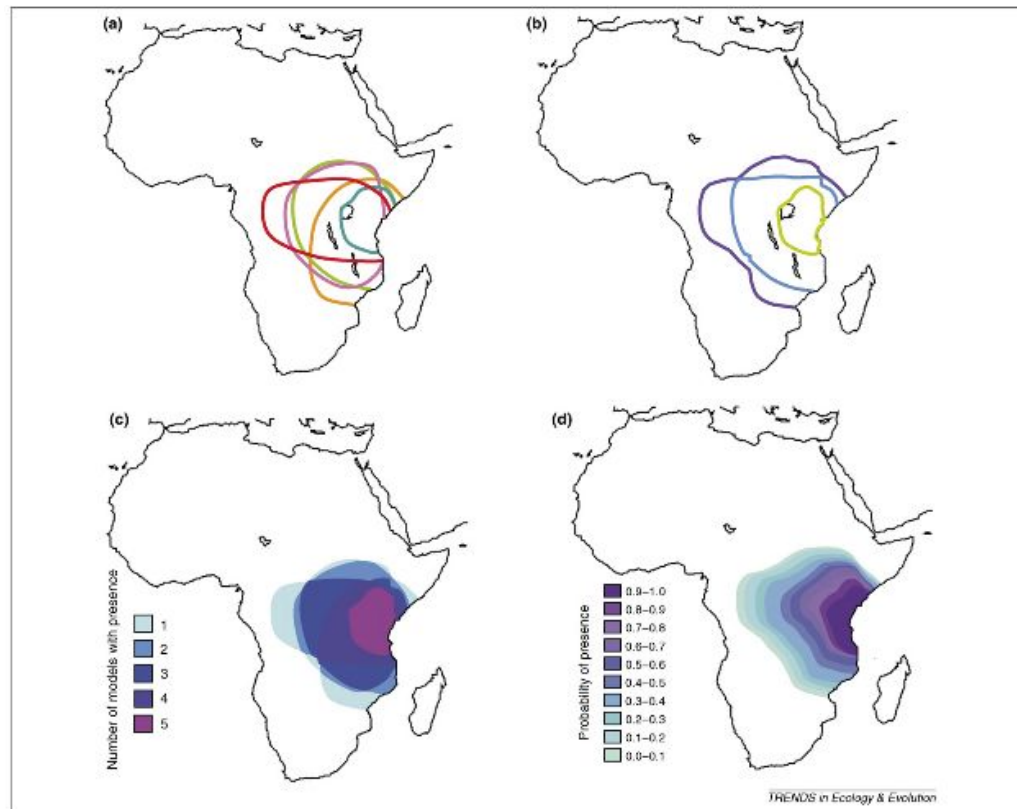 (a)
(b)
(c)
Number of models with presence
1
2
3
4
5
(d)
Probability of presence
0.9–1.0
0.8–0.9
0.7–0.8
0.6–0.7
0.5–0.6
0.4–0.5
0.3–0.4
0.2–0.3
0.1–0.2
0.0–0.1
TRENDS in Ecology & Evolution